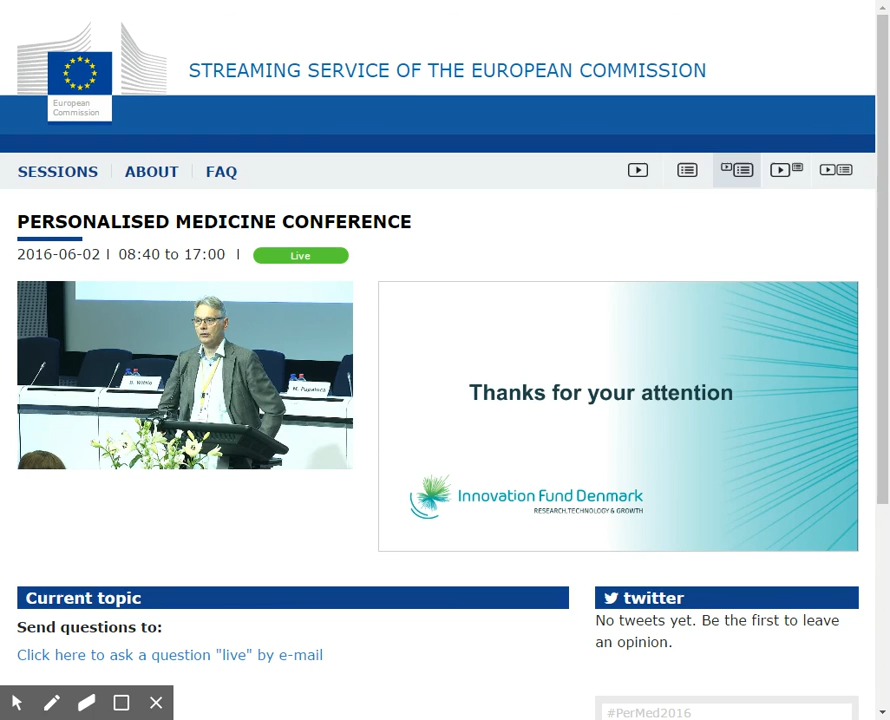 European
Commission
STREAMING SERVICE OF THE EUROPEAN COMMISSION
SESSIONS
ABOUT
FAQ
PERSONALISED MEDICINE CONFERENCE
2016-06-02 | 08:40 to 17:00 |
Live
Thanks for your attention
Innovation Fund Denmark
RESEARCH, TECHNOLOGY & GROWTH
Current topic
Send questions to:
Click here to ask a question "live" by e-mail
twitter
No tweets yet. Be the first to leave
an opinion.
#PerMed2016